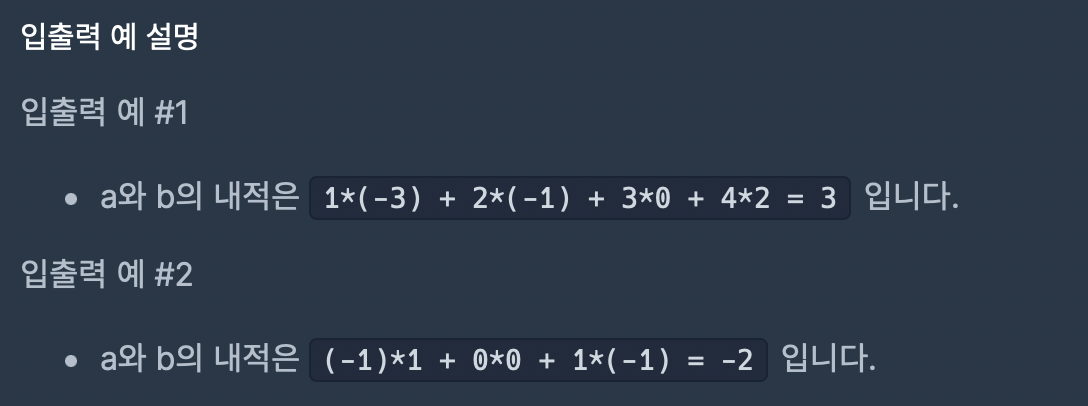 입출력 예 설명
입출력 예 #1
• a와 b의 내적은 1*(-3) + 2*(-1) + 3*0 + 4*2 = 3 입니다.
입출력 예 #2
• a와 b의 내적은 (-1)*1 + 0*0 + 1*(-1) = -2 입니다.